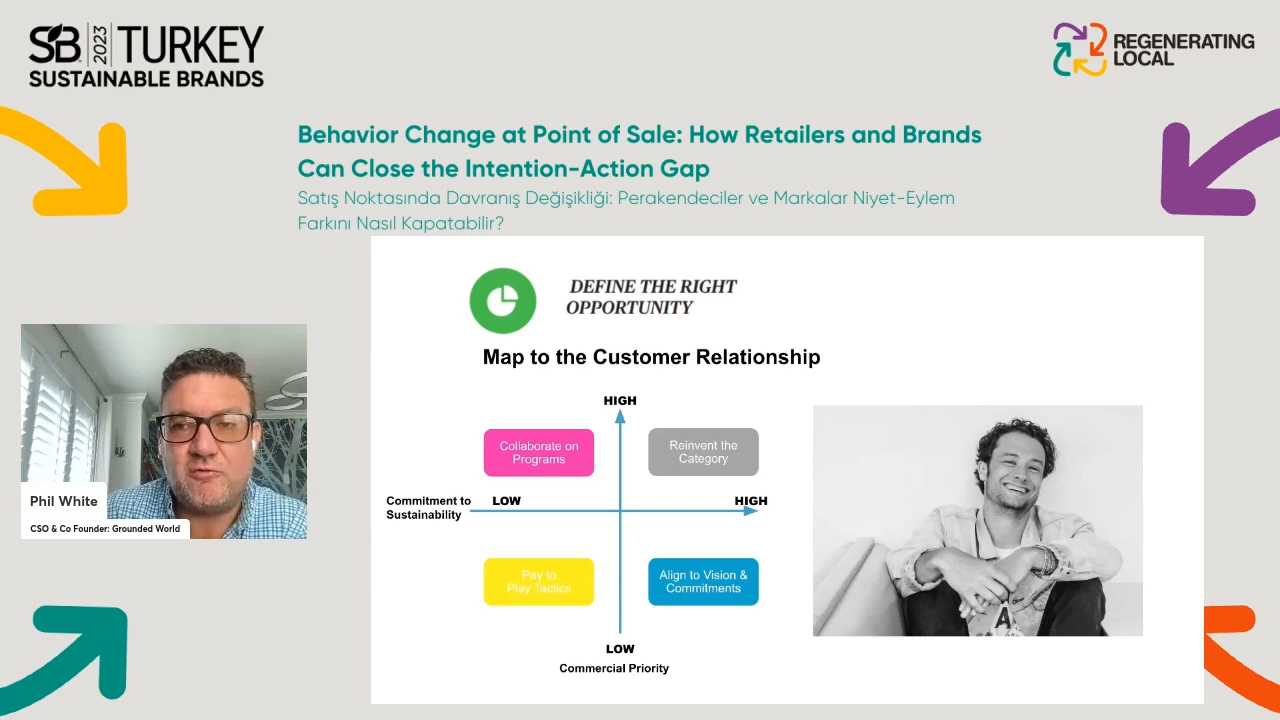 SB 2023 TURKEY
SUSTAINABLE BRANDS
REGENERATING
LOCAL
Behavior Change at Point of Sale: How Retailers and Brands
Can Close the Intention-Action Gap
Satış Noktasında Davranış Değişikliği: Perakendeciler ve Markalar Niyet-Eylem
Farkını Nasıl Kapatabilir?
DEFINE THE RIGHT
OPPORTUNITY
Map to the Customer Relationship
HIGH
Collaborate on
Programs
Reinvent the
Category
Commitment to
Sustainability
LOW
HIGH
Pay to
Play Tactics
Align to Vision &
Commitments
LOW
Commercial Priority
A
Phil White
CSO & Co Founder: Grounded World